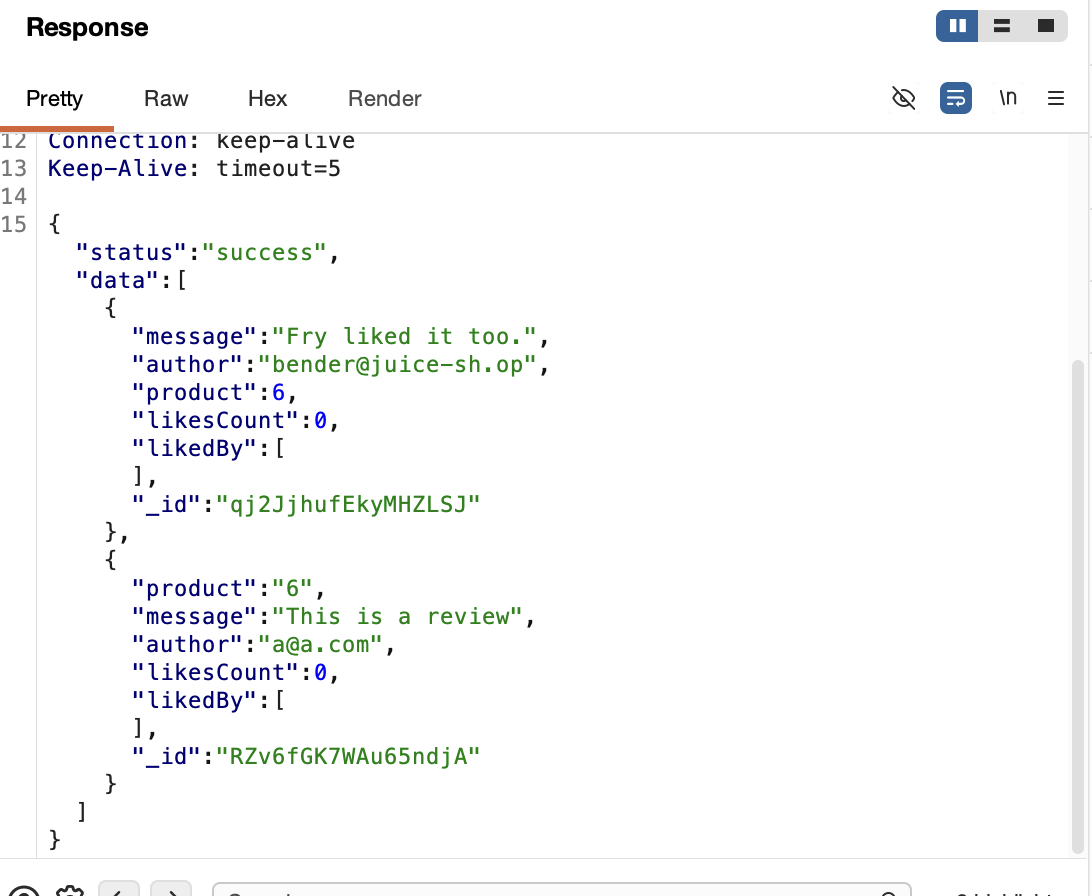 Response
Pretty Raw Hex Render \n
12 Connection: keep-alive
13 Keep-Alive: timeout=5
14
15 {
"status":"success",
"data":[
{
"message":"Fry liked it too.",
"author":"bender@juice-sh.op",
"product":6,
"likesCount":0,
"likedBy":[
],
"_id":"qj2JjhufEkyMHZLSJ"
},
{
"product":"6",
"message":"This is a review",
"author":"a@a.com",
"likesCount":0,
"likedBy":[
],
"_id":"RZv6fGK7WAu65ndjA"
}
]
}